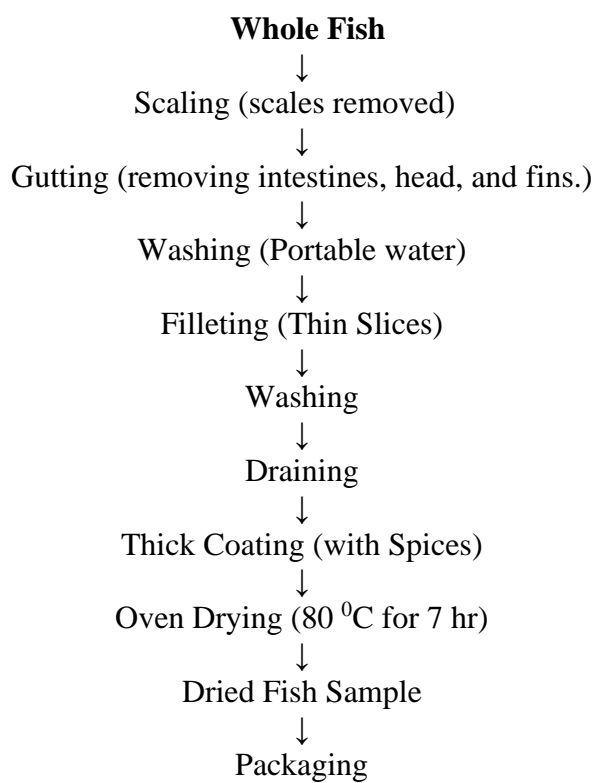 Whole Fish
↓
Scaling (scales removed)
↓
Gutting (removing intestines, head, and fins.)
↓
Washing (Portable water)
↓
Filleting (Thin Slices)
↓
Washing
↓
Draining
↓
Thick Coating (with Spices)
↓
Oven Drying (80 ⁰C for 7 hr)
↓
Dried Fish Sample
↓
Packaging